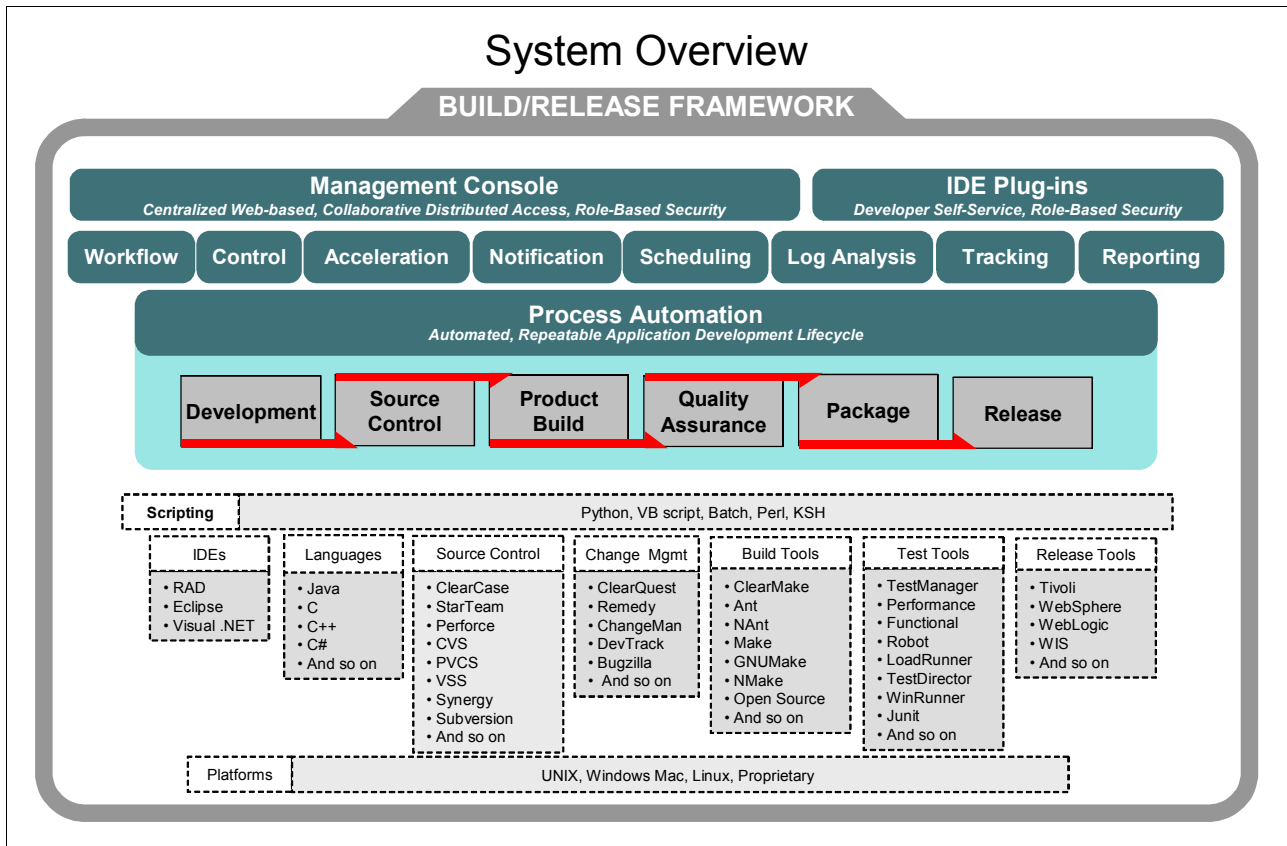 System Overview
BUILD/RELEASE FRAMEWORK
Management Console
Centralized Web-based, Collaborative Distributed Access, Role-Based Security
IDE Plug-ins
Developer Self-Service, Role-Based Security
Workflow
Control
Acceleration
Notification
Scheduling
Log Analysis
Tracking
Reporting
Process Automation
Automated, Repeatable Application Development Lifecycle
Development
Source
Control
Product
Build
Quality
Assurance
Package
Release
Scripting
Python, VB script, Batch, Perl, KSH
IDEs
• RAD
• Eclipse
• Visual .NET
Languages
• Java
• C
• C++
• C#
• And so on
Source Control
• ClearCase
• StarTeam
• Perforce
• CVS
• PVCS
• VSS
• Synergy
• Subversion
• And so on
Change Mgmt
• ClearQuest
• Remedy
• ChangeMan
• DevTrack
• Bugzilla
• And so on
Build Tools
• ClearMake
• Ant
• NAnt
• Make
• GNUMake
• NMake
• Open Source
• And so on
Test Tools
• TestManager
• Performance
• Functional
• Robot
• LoadRunner
• TestDirector
• WinRunner
• Junit
• And so on
Release Tools
• Tivoli
• WebSphere
• WebLogic
• WIS
• And so on
Platforms
UNIX, Windows Mac, Linux, Proprietary